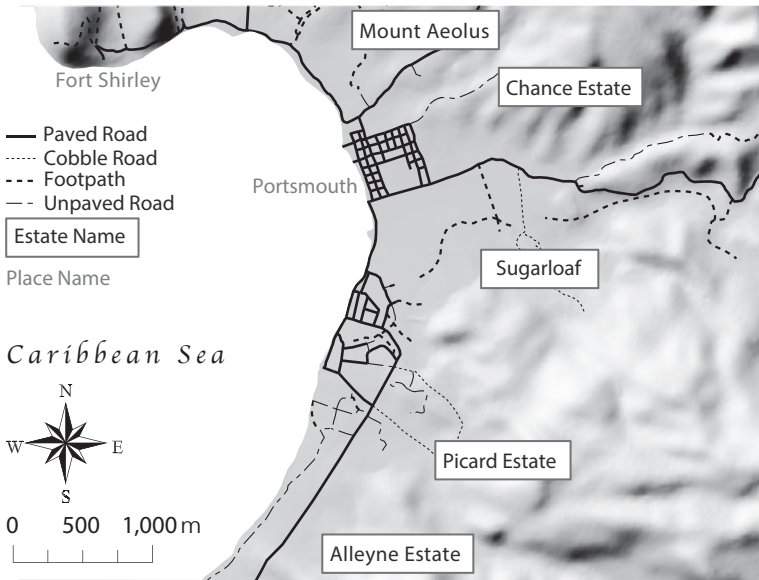 Mount Aeolus
Fort Shirley
Chance Estate
Paved Road
Cobble Road
Footpath
Unpaved Road
Estate Name
Place Name
Portsmouth
Sugarloaf
Caribbean Sea
N
W E
S
Picard Estate
0 500 1,000 m
Alleyne Estate